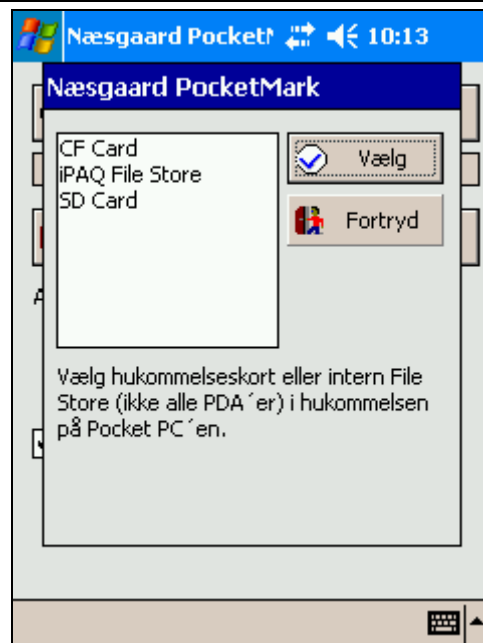 Næsgaard Pocket 10:13
Næsgaard PocketMark
CF Card
iPAQ File Store
SD Card
Vælg
Fortryd
Vælg hukommelseskort eller intern File
Store (ikke alle PDA´er) i hukommelsen
på Pocket PC´en.